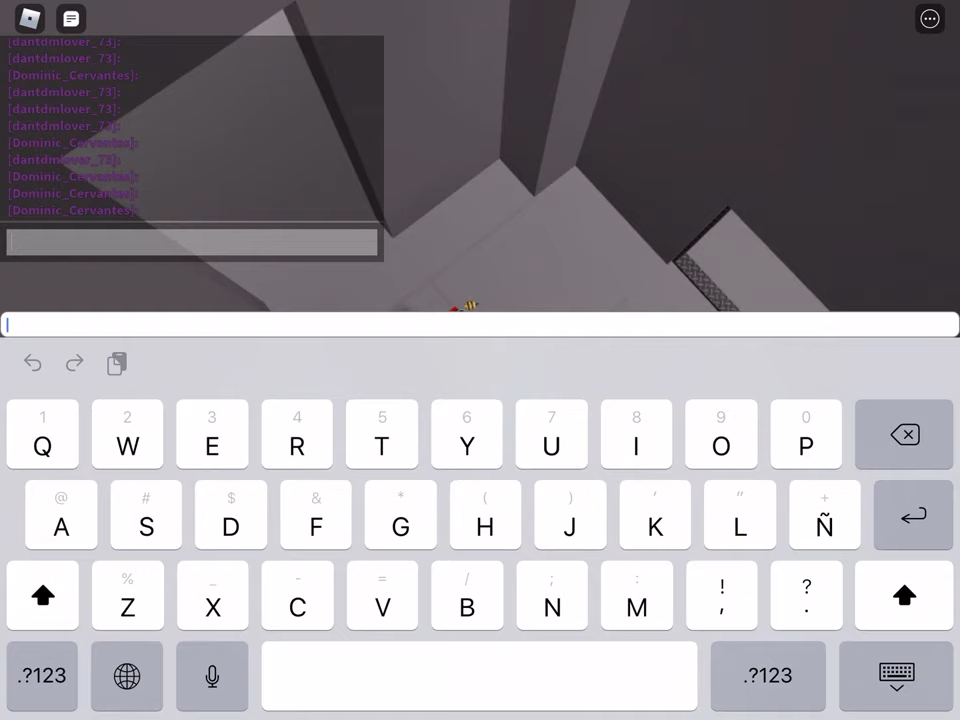 [dantdmlover_73]:
[dantdmlover_73]:
[Dominic_Cervantes]:
[dantdmlover_73]:
[dantdmlover_73]:
[dantdmlover_73]:
[Dominic_Cervantes]:
[dantdmlover_73]:
[Dominic_Cervantes]:
[Dominic_Cervantes]:
[Dominic_Cervantes]:
1 2 3 4 5 6 7 8 9 0
Q W E R T Y U I O P
@ # $ & * ( ) ' " +
A S D F G H J K L Ñ
% _ - = / ; : ! ?
Z X C V B N M , .
.?123 .?123